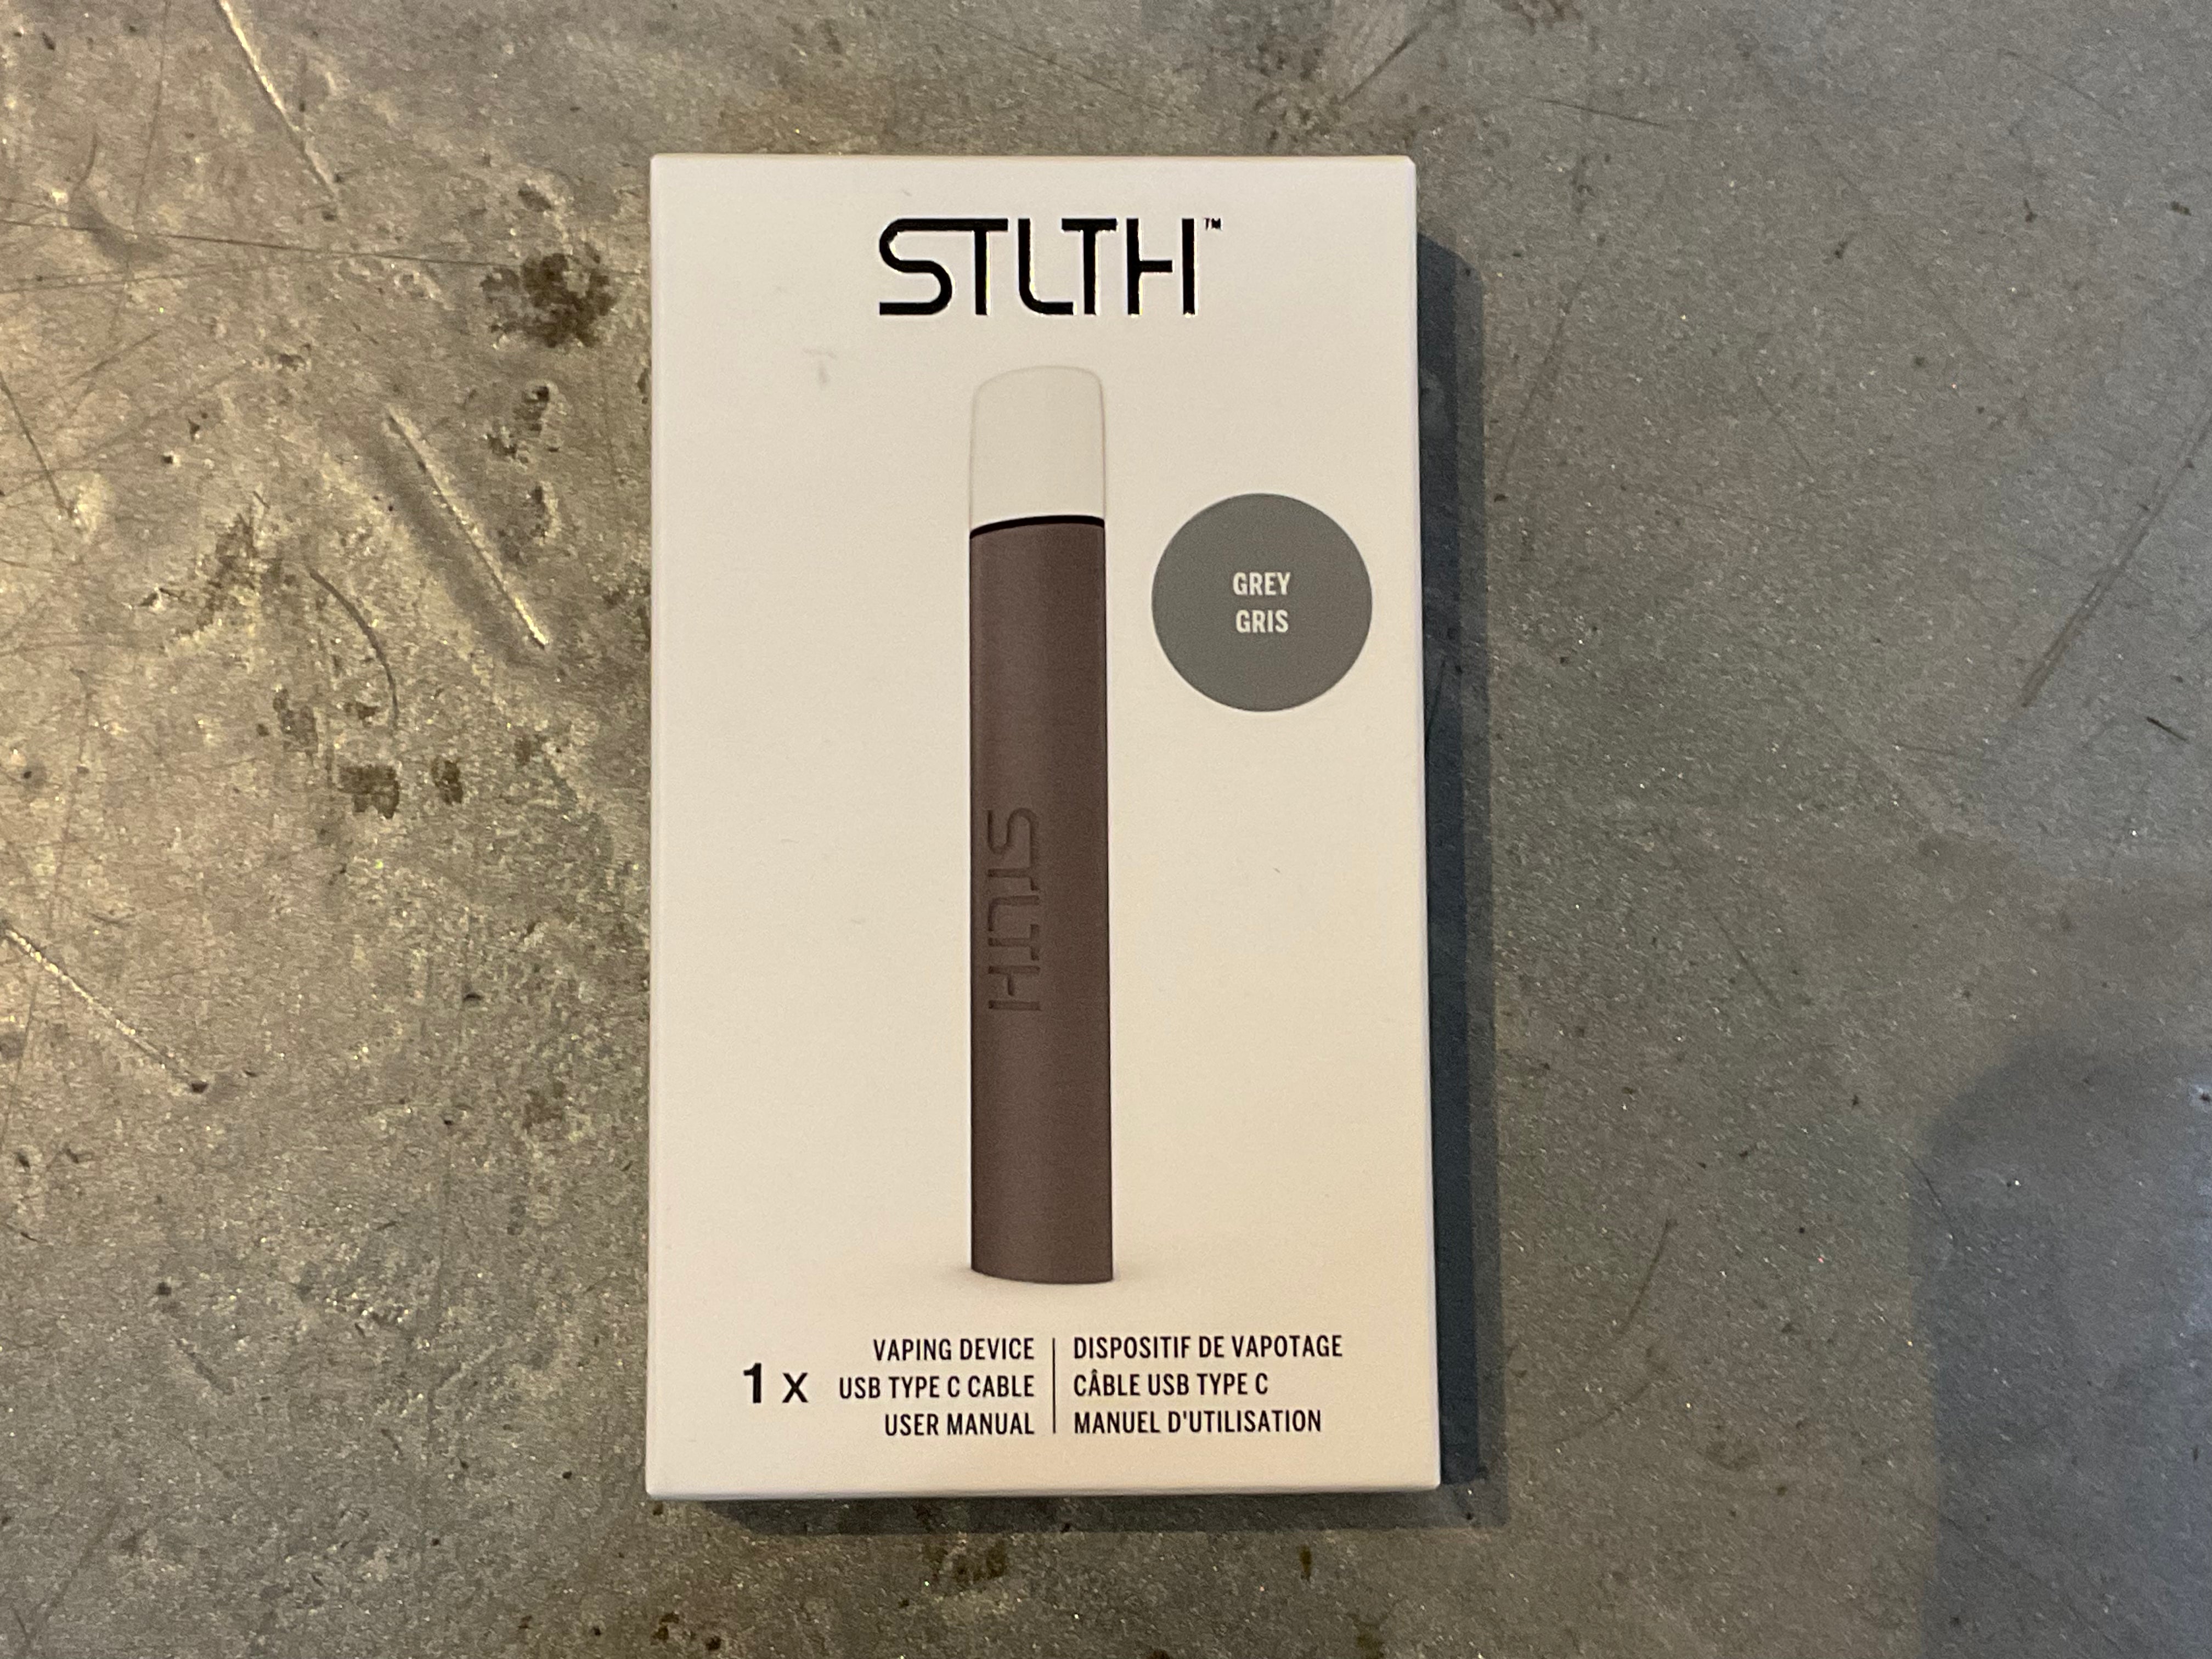 STLTH™
GREY
GRIS
STLTH
1 x
VAPING DEVICE
USB TYPE C CABLE
USER MANUAL
DISPOSITIF DE VAPOTAGE
CÂBLE USB TYPE C
MANUEL D'UTILISATION